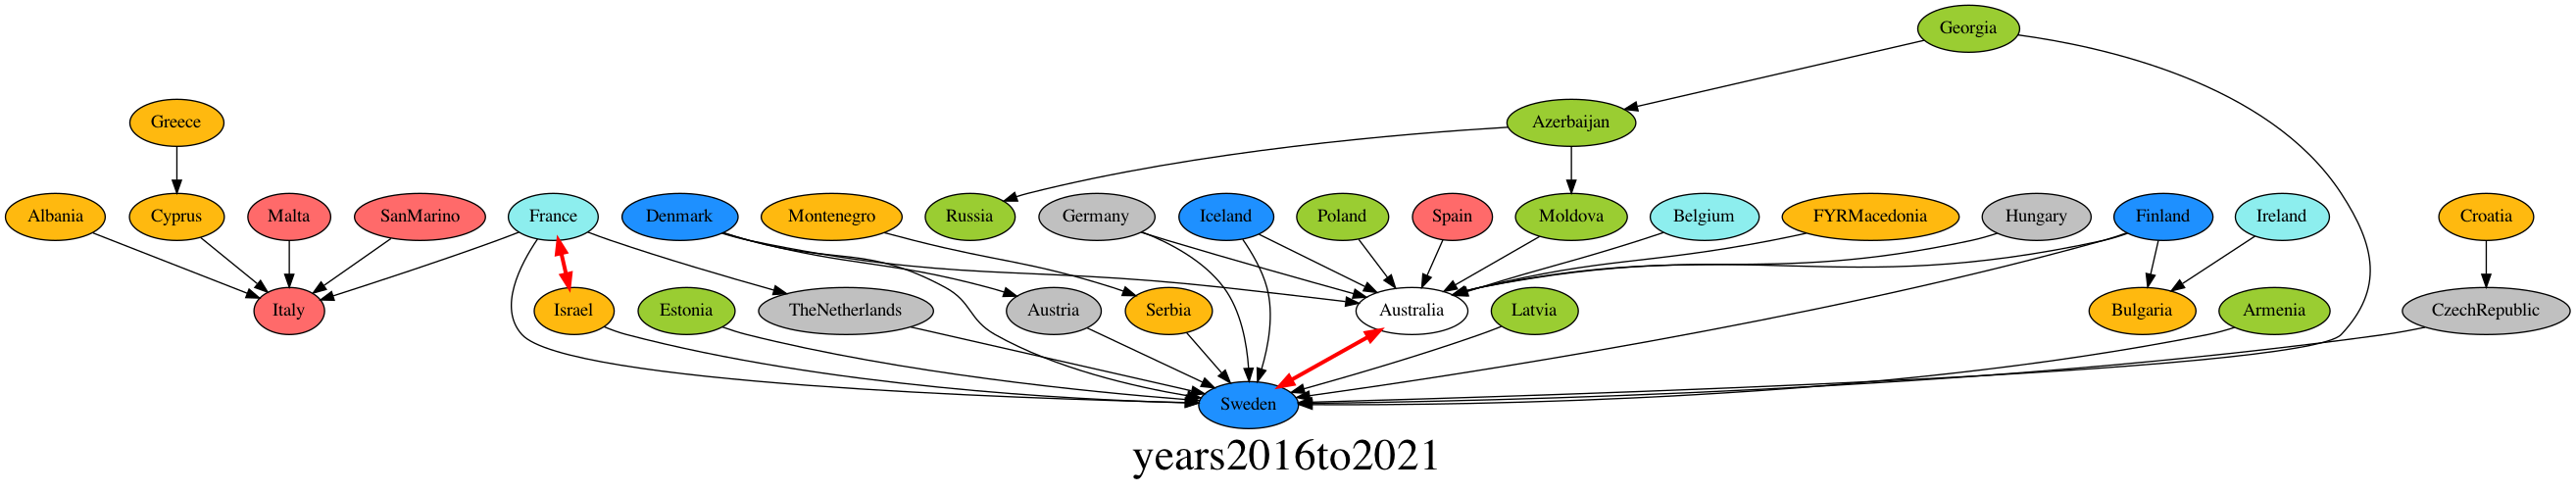 Georgia
Greece
Azerbaijan
Albania
Cyprus
Malta
SanMarino
France
Denmark
Montenegro
Russia
Germany
Iceland
Poland
Spain
Moldova
Belgium
FYRMacedonia
Hungary
Finland
Ireland
Croatia
Italy
Israel
Estonia
TheNetherlands
Austria
Serbia
Australia
Latvia
Bulgaria
Armenia
CzechRepublic
Sweden
years2016to2021